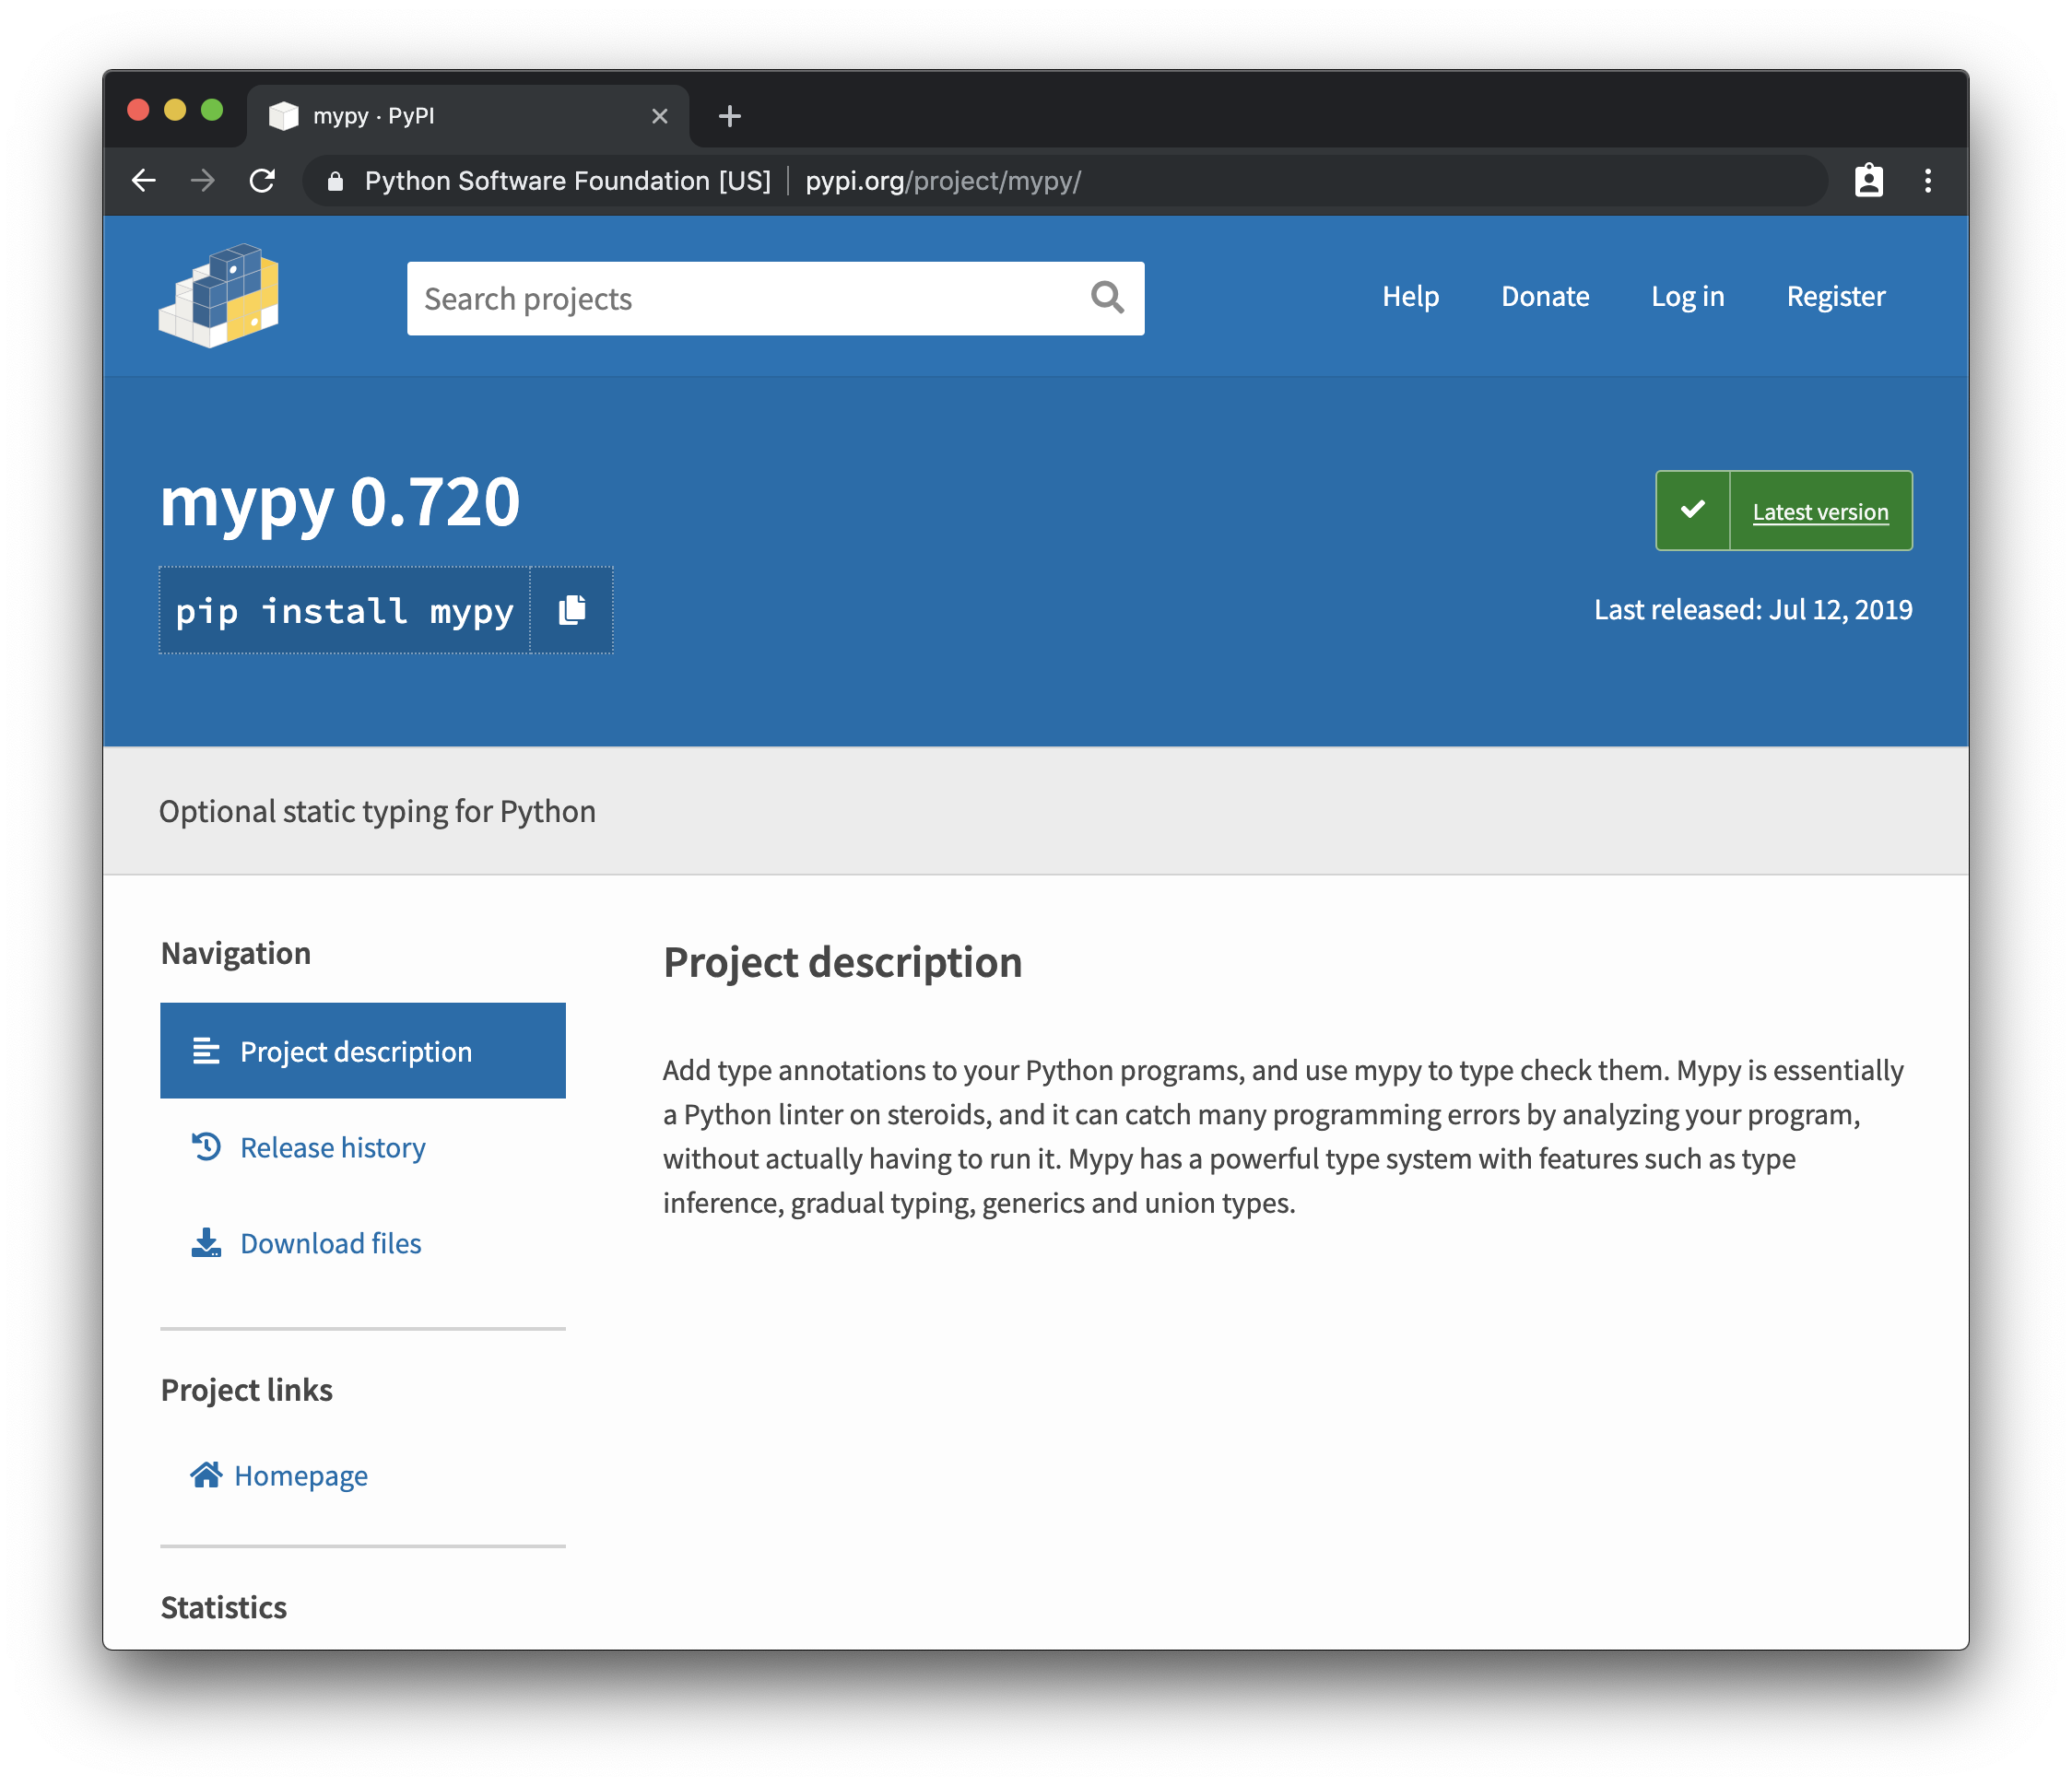 mypy · PyPI
Python Software Foundation [US] | pypi.org/project/mypy/
Search projects
Help Donate Log in Register
mypy 0.720
Latest version
pip install mypy
Last released: Jul 12, 2019
Optional static typing for Python
Navigation
Project description
Release history
Download files
Project links
Homepage
Statistics
Project description
Add type annotations to your Python programs, and use mypy to type check them. Mypy is essentially
a Python linter on steroids, and it can catch many programming errors by analyzing your program,
without actually having to run it. Mypy has a powerful type system with features such as type
inference, gradual typing, generics and union types.